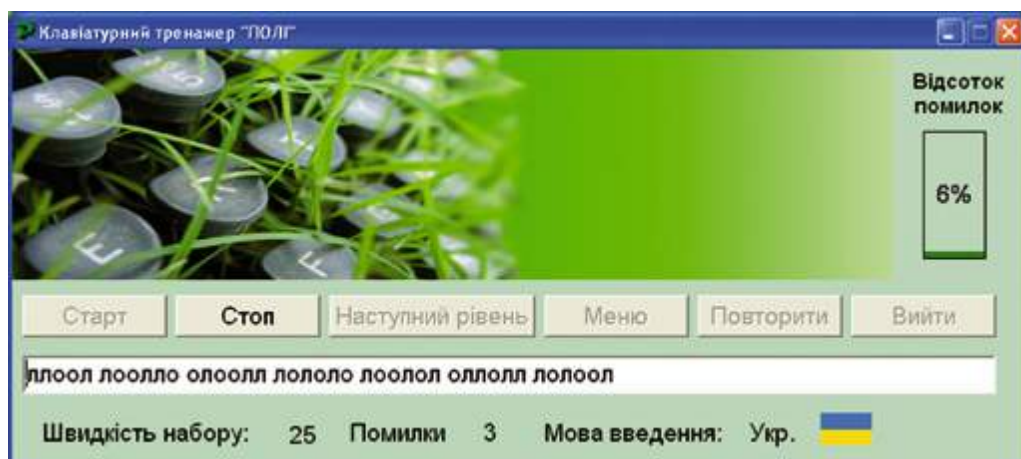 Клавіатурний тренажер "ПОЛГ"
Відсоток
помилок
6%
Старт Стоп Наступний рівень Меню Повторити Вийти
ллоол лоолло олоолл лололо лоолол оллолл лолоол
Швидкість набору: 25 Помилки 3 Мова введення: Укр.